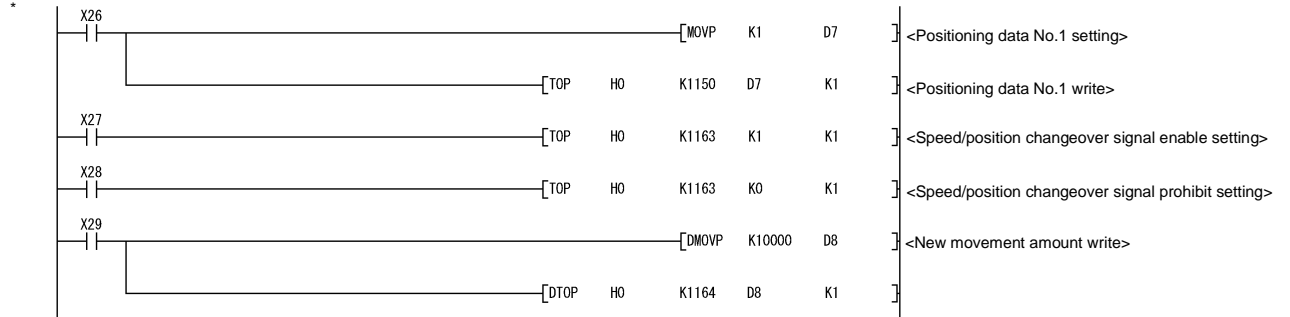 *
X26
[MOVP K1 D7 ] <Positioning data No.1 setting>
[TOP H0 K1150 D7 K1 ] <Positioning data No.1 write>
X27
[TOP H0 K1163 K1 K1 ] <Speed/position changeover signal enable setting>
X28
[TOP H0 K1163 K0 K1 ] <Speed/position changeover signal prohibit setting>
X29
[DMOVP K10000 D8 ] <New movement amount write>
[DTOP H0 K1164 D8 K1 ]